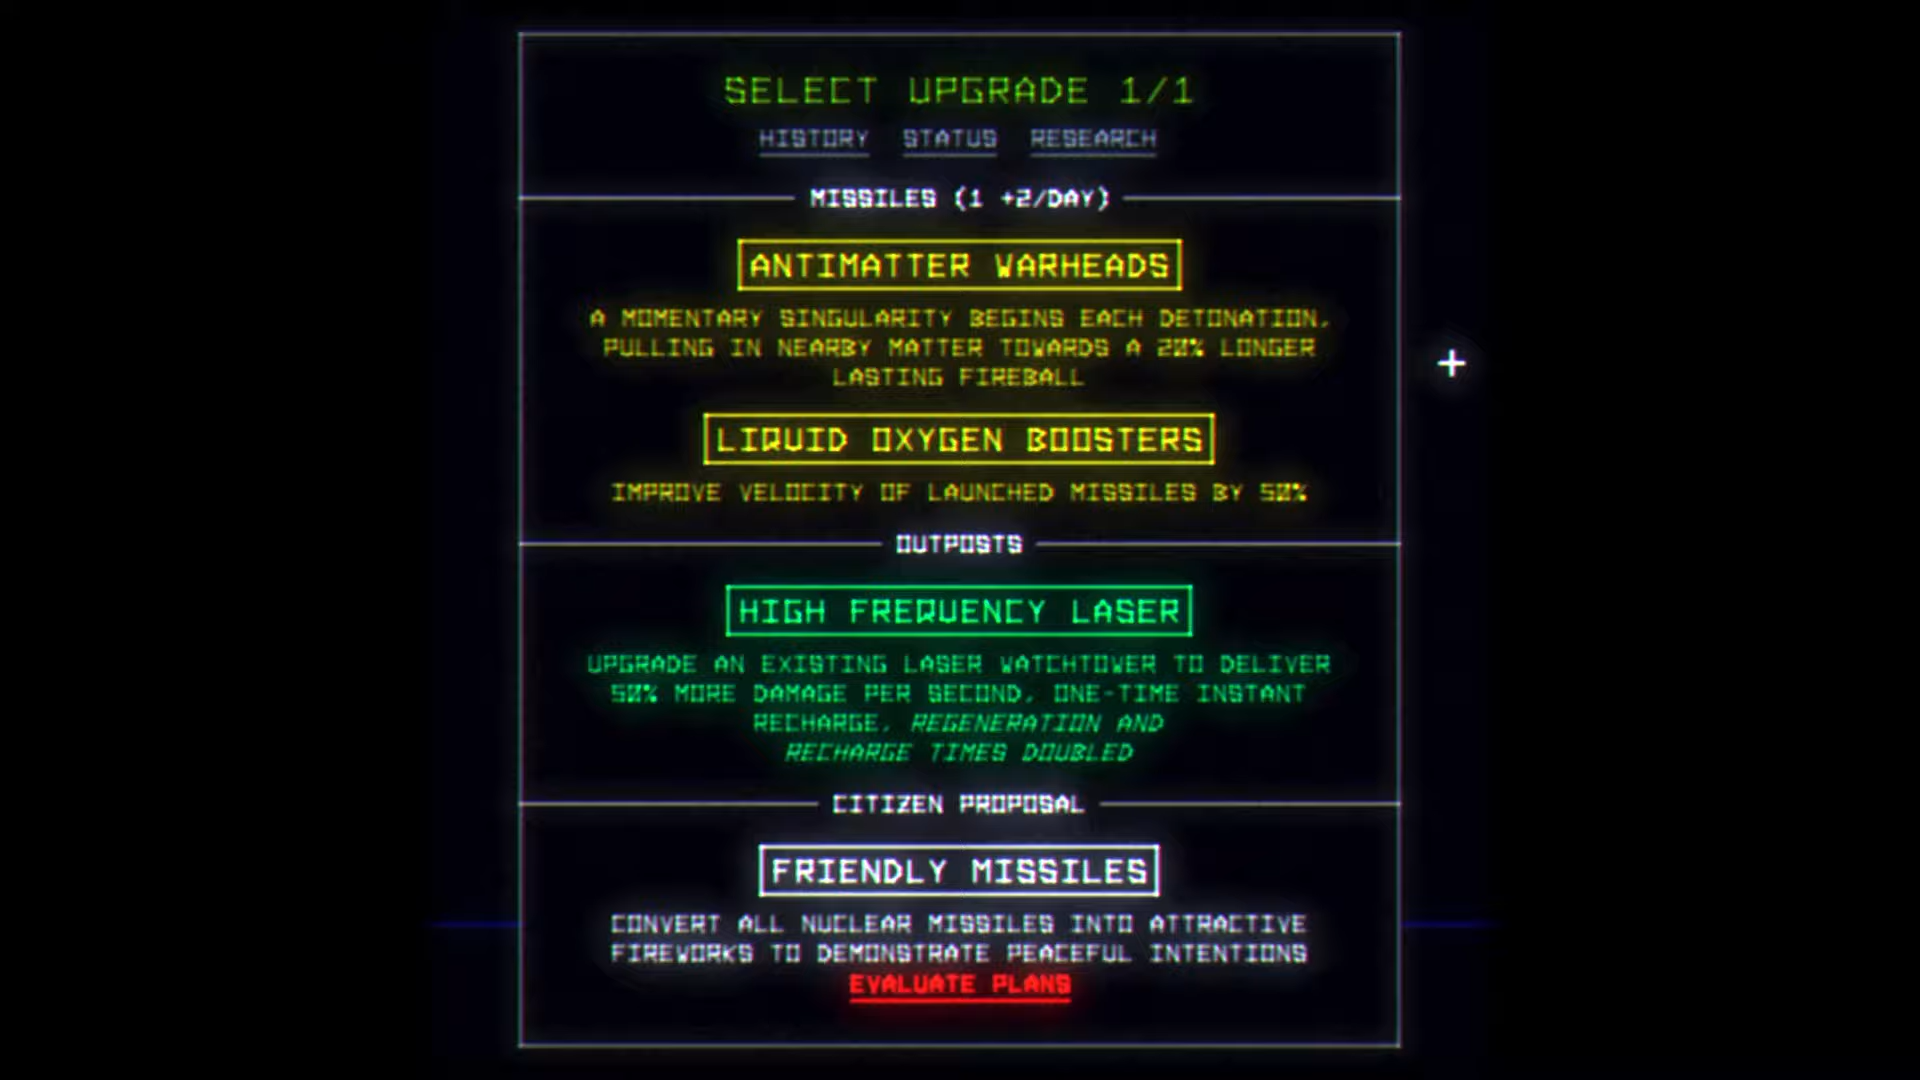 SELECT UPGRADE 1/1
HISTORY STATUS RESEARCH
MISSILES (1 +2/DAY)
ANTIMATTER WARHEADS
A MOMENTARY SINGULARITY BEGINS EACH DETONATION,
PULLING IN NEARBY MATTER TOWARDS A 20% LONGER
LASTING FIREBALL
LIQUID OXYGEN BOOSTERS
IMPROVE VELOCITY OF LAUNCHED MISSILES BY 50%
OUTPOSTS
HIGH FREQUENCY LASER
UPGRADE AN EXISTING LASER WATCHTOWER TO DELIVER
50% MORE DAMAGE PER SECOND, ONE-TIME INSTANT
RECHARGE, REGENERATION AND
RECHARGE TIMES DOUBLED
CITIZEN PROPOSAL
FRIENDLY MISSILES
CONVERT ALL NUCLEAR MISSILES INTO ATTRACTIVE
FIREWORKS TO DEMONSTRATE PEACEFUL INTENTIONS
EVALUATE PLANS